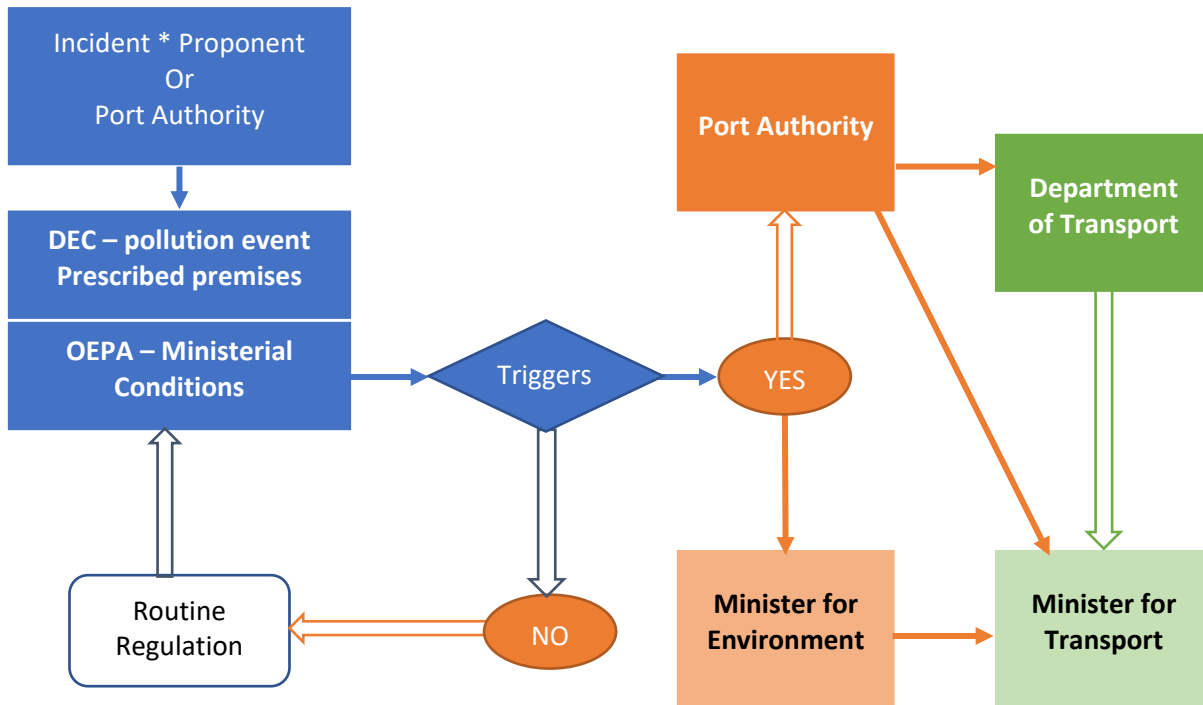 Incident * Proponent
Or
Port Authority
DEC – pollution event
Prescribed premises
OEPA – Ministerial
Conditions
Triggers
YES
NO
Routine
Regulation
Port Authority
Department
of Transport
Minister for
Environment
Minister for
Transport